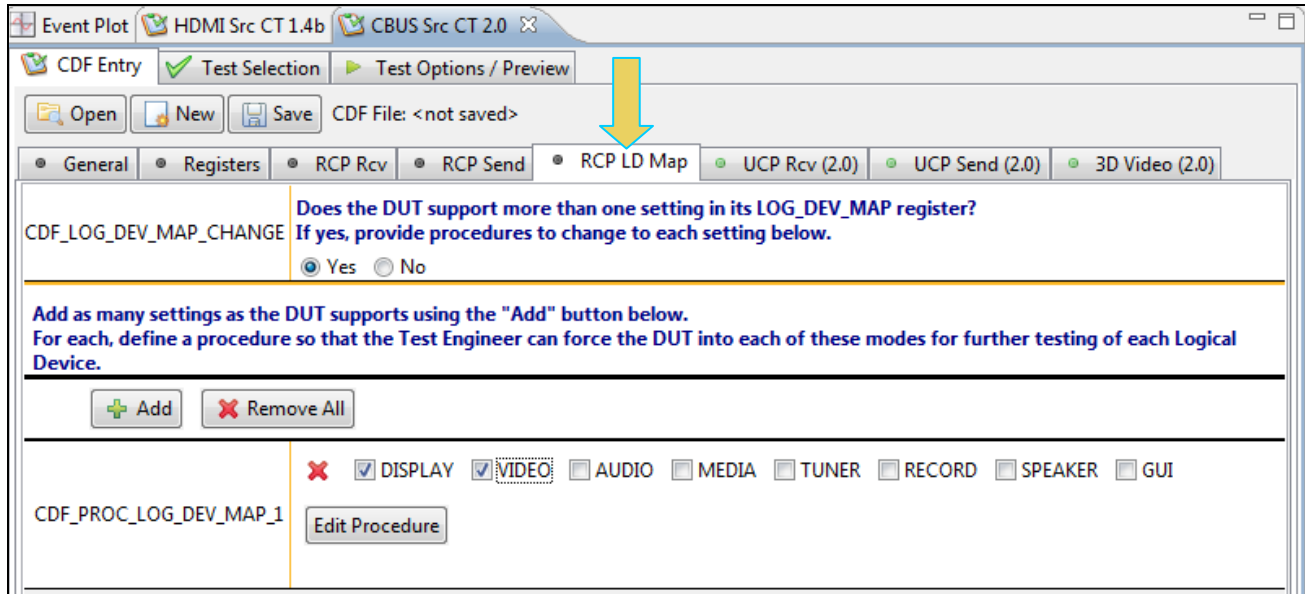 Event Plot HDMI Src CT 1.4b CBUS Src CT 2.0
CDF Entry Test Selection Test Options / Preview
Open New Save CDF File: <not saved>
General Registers RCP Rcv RCP Send RCP LD Map UCP Rcv (2.0) UCP Send (2.0) 3D Video (2.0)
CDF_LOG_DEV_MAP_CHANGE
Does the DUT support more than one setting in its LOG_DEV_MAP register?
If yes, provide procedures to change to each setting below.
Yes No
Add as many settings as the DUT supports using the "Add" button below.
For each, define a procedure so that the Test Engineer can force the DUT into each of these modes for further testing of each Logical
Device.
Add Remove All
CDF_PROC_LOG_DEV_MAP_1
DISPLAY VIDEO AUDIO MEDIA TUNER RECORD SPEAKER GUI
Edit Procedure